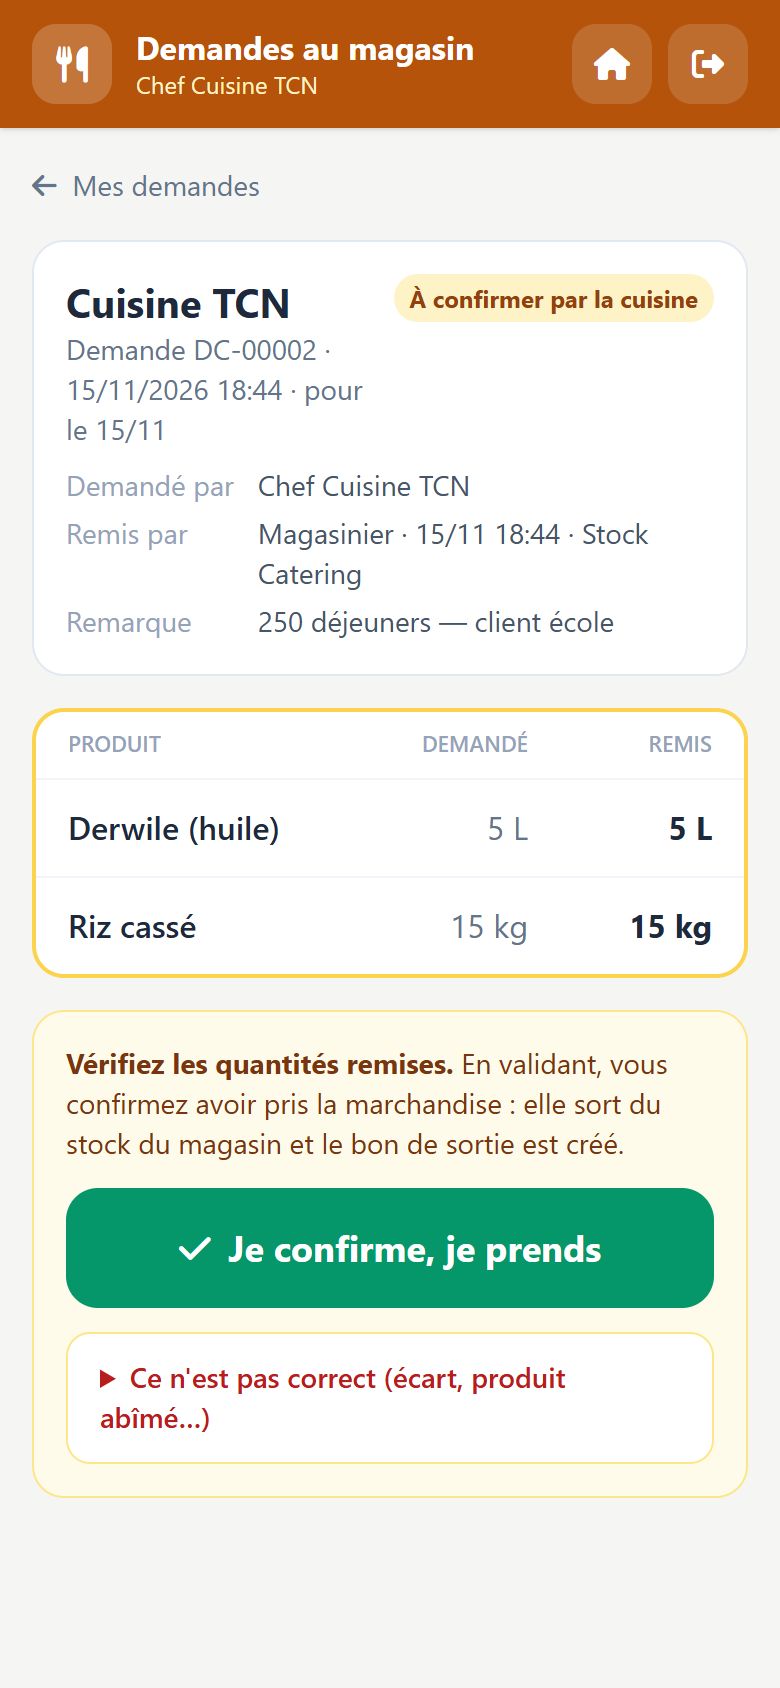 Demandes au magasin
Chef Cuisine TCN
Mes demandes
Cuisine TCN
À confirmer par la cuisine
Demande DC-00002 ·
15/11/2026 18:44 · pour
le 15/11
Demandé par Chef Cuisine TCN
Remis par Magasinier · 15/11 18:44 · Stock
Catering
Remarque 250 déjeuners — client école
PRODUIT DEMANDÉ REMIS
Derwile (huile) 5 L 5 L
Riz cassé 15 kg 15 kg
Vérifiez les quantités remises. En validant, vous
confirmez avoir pris la marchandise : elle sort du
stock du magasin et le bon de sortie est créé.
Je confirme, je prends
Ce n'est pas correct (écart, produit
abîmé…)